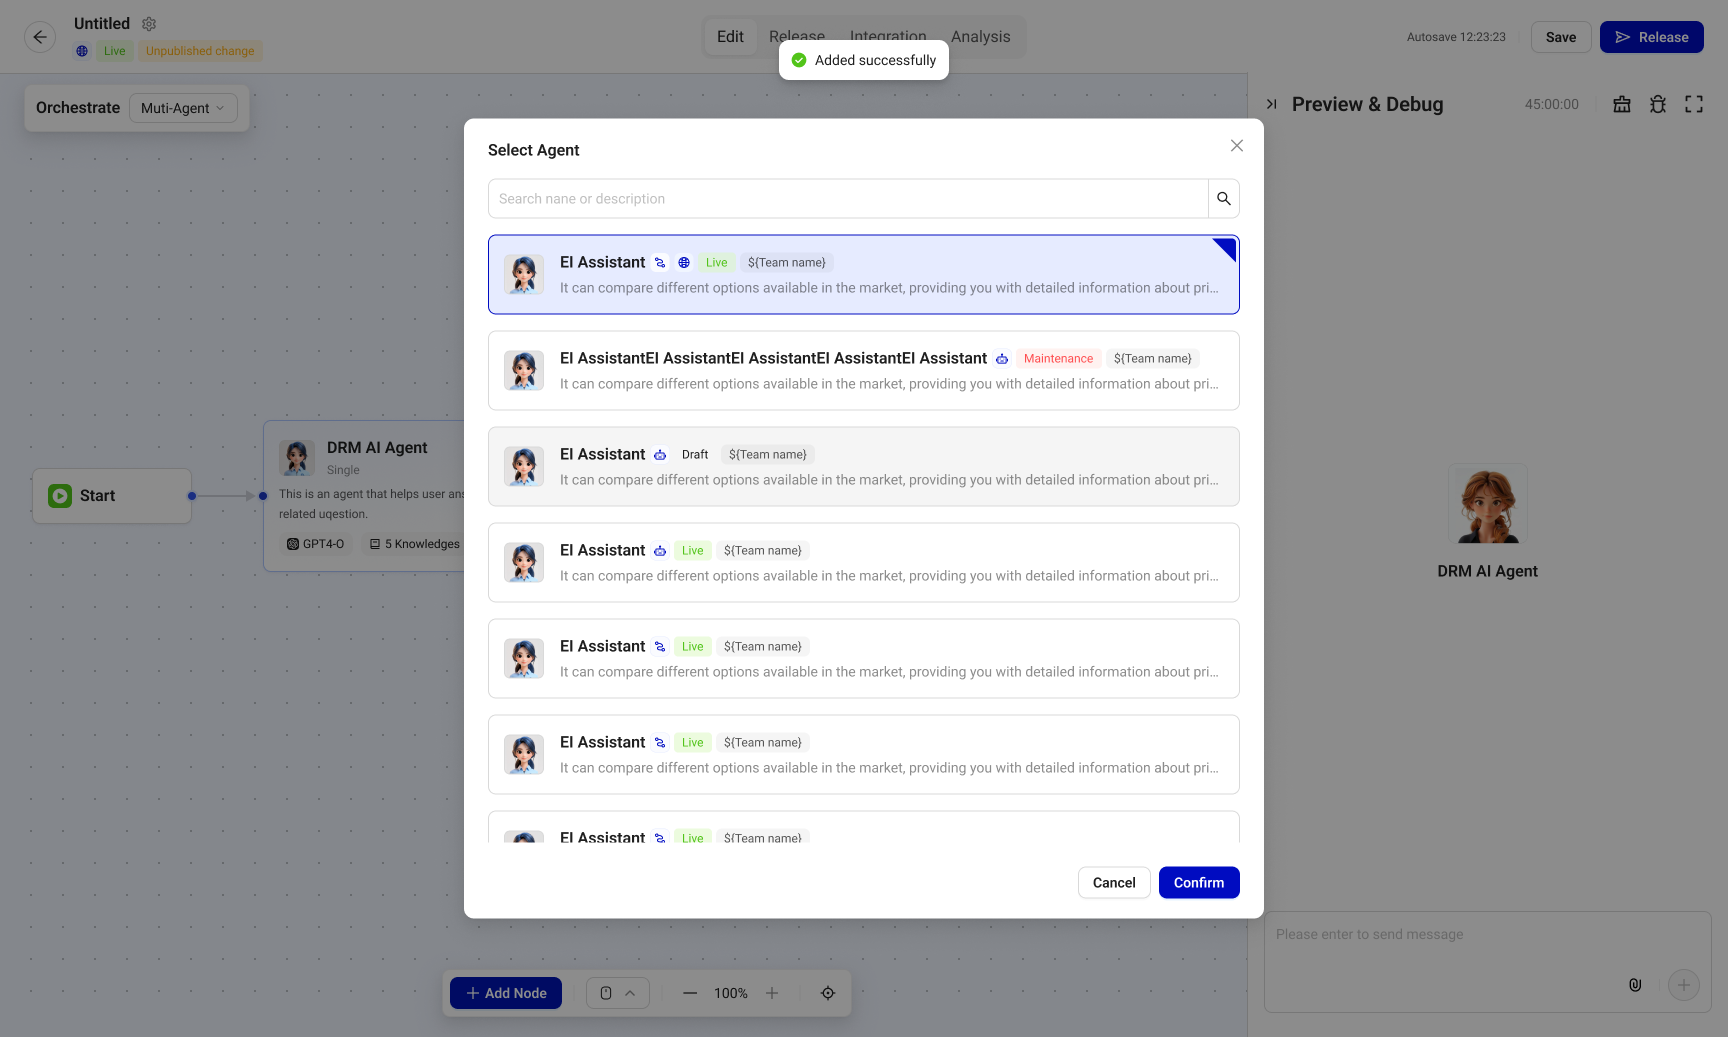 Untitled
Live
Unpublished change
Edit
Release
Integration
Analysis
Autosave 12:23:23
Save
Release
Added successfully
Orchestrate
Muti-Agent
Preview & Debug
45:00:00
Select Agent
Search nane or description
EI Assistant Live ${Team name}
It can compare different options available in the market, providing you with detailed information about pri...
EI AssistantEI AssistantEI AssistantEI AssistantEI Assistant Maintenance ${Team name}
It can compare different options available in the market, providing you with detailed information about pri...
EI Assistant Draft ${Team name}
It can compare different options available in the market, providing you with detailed information about pri...
EI Assistant Live ${Team name}
It can compare different options available in the market, providing you with detailed information about pri...
EI Assistant Live ${Team name}
It can compare different options available in the market, providing you with detailed information about pri...
EI Assistant Live ${Team name}
It can compare different options available in the market, providing you with detailed information about pri...
EI Assistant Live ${Team name}
Cancel
Confirm
Start
DRM AI Agent
Single
This is an agent that helps user
related uqestion.
GPT4-O
5 Knowledges
DRM AI Agent
Please enter to send message
Add Node
100%